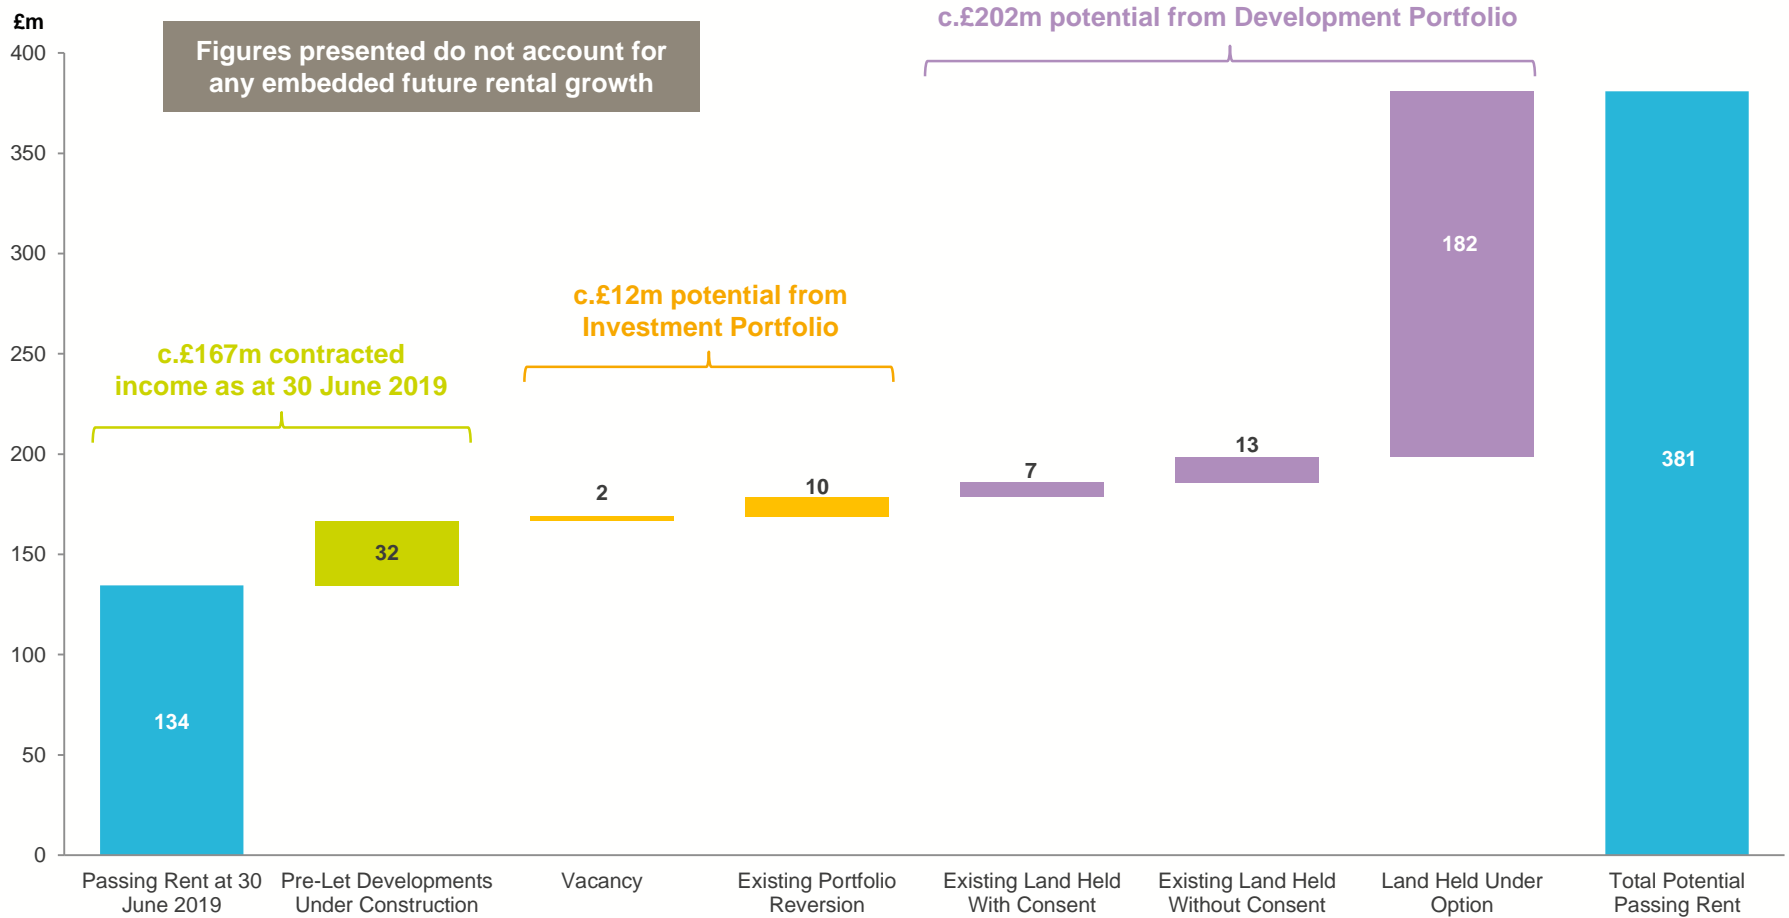 £m
c.£202m potential from Development Portfolio
Figures presented do not account for
any embedded future rental growth
400
350
300
250
200
150
100
50
0
c.£167m contracted
income as at 30 June 2019
c.£12m potential from
Investment Portfolio
134
32
2
10
7
13
182
381
Passing Rent at 30
June 2019
Pre-Let Developments
Under Construction
Vacancy
Existing Portfolio
Reversion
Existing Land Held
With Consent
Existing Land Held
Without Consent
Land Held Under
Option
Total Potential
Passing Rent